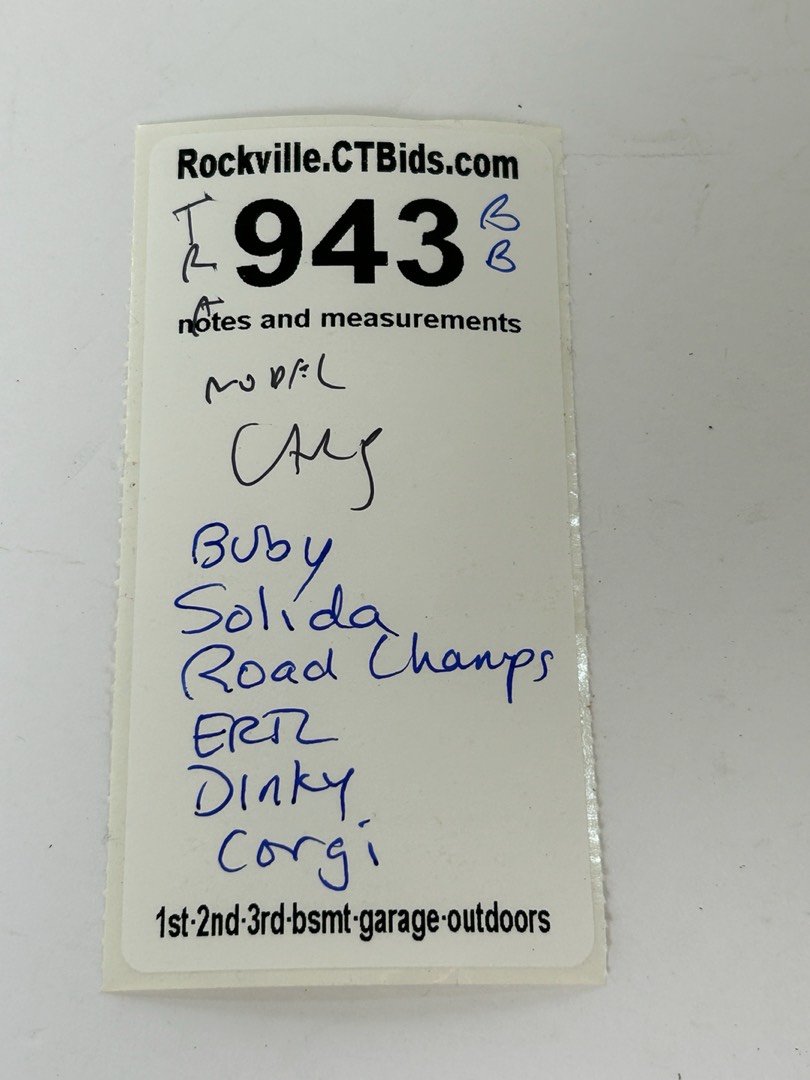 Rockville.CTBids.com
T 943 B
R B
A
notes and measurements
MODEL
CARS
Buby
Solida
Road Champs
ERTL
DINKY
Corgi
1st·2nd·3rd·bsmt·garage·outdoors